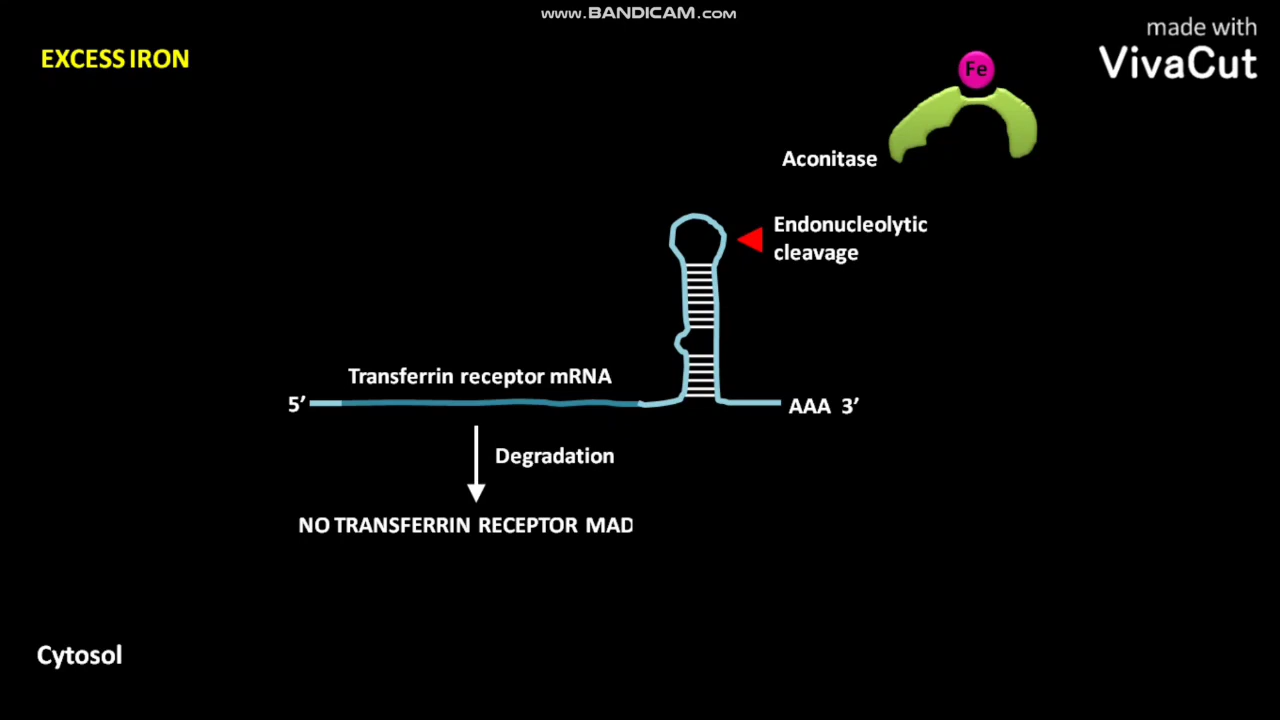 www.BANDICAM.com
made with
VivaCut
EXCESS IRON
Fe
Aconitase
Endonucleolytic
cleavage
Transferrin receptor mRNA
5’
AAA 3’
Degradation
NO TRANSFERRIN RECEPTOR MAD
Cytosol